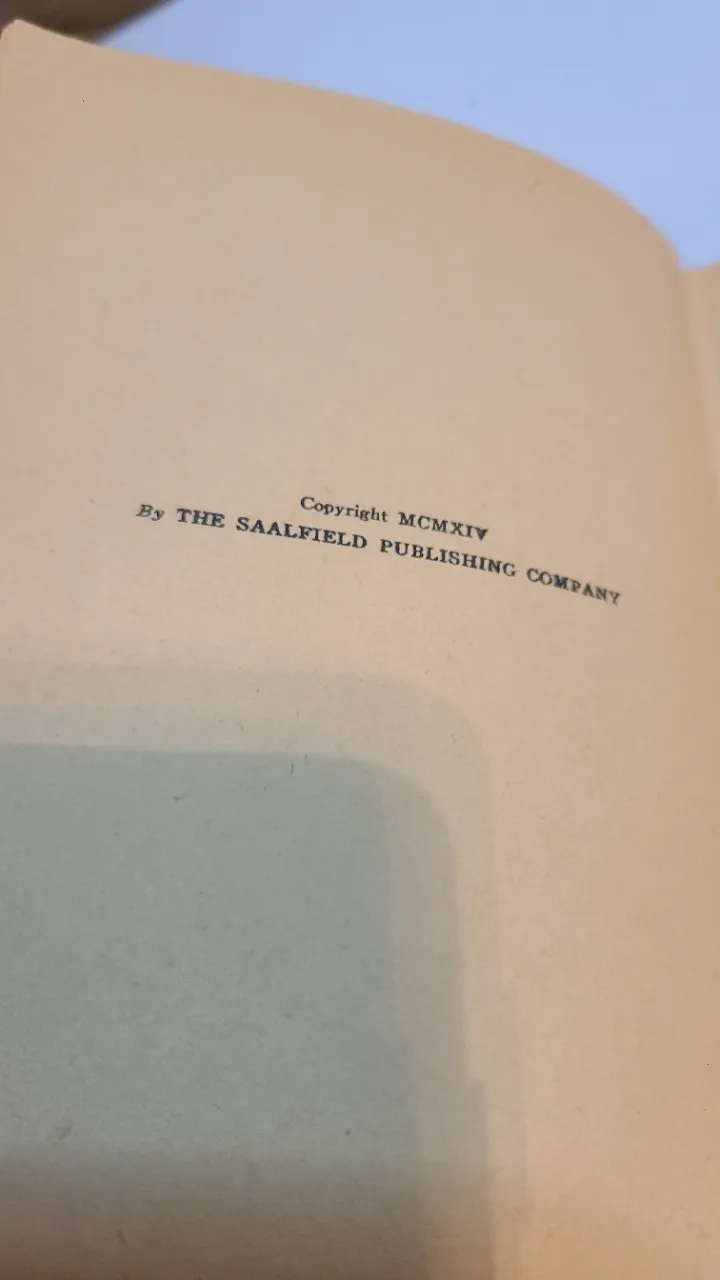 Copyright MCMXIV
By THE SAALFIELD PUBLISHING COMPANY